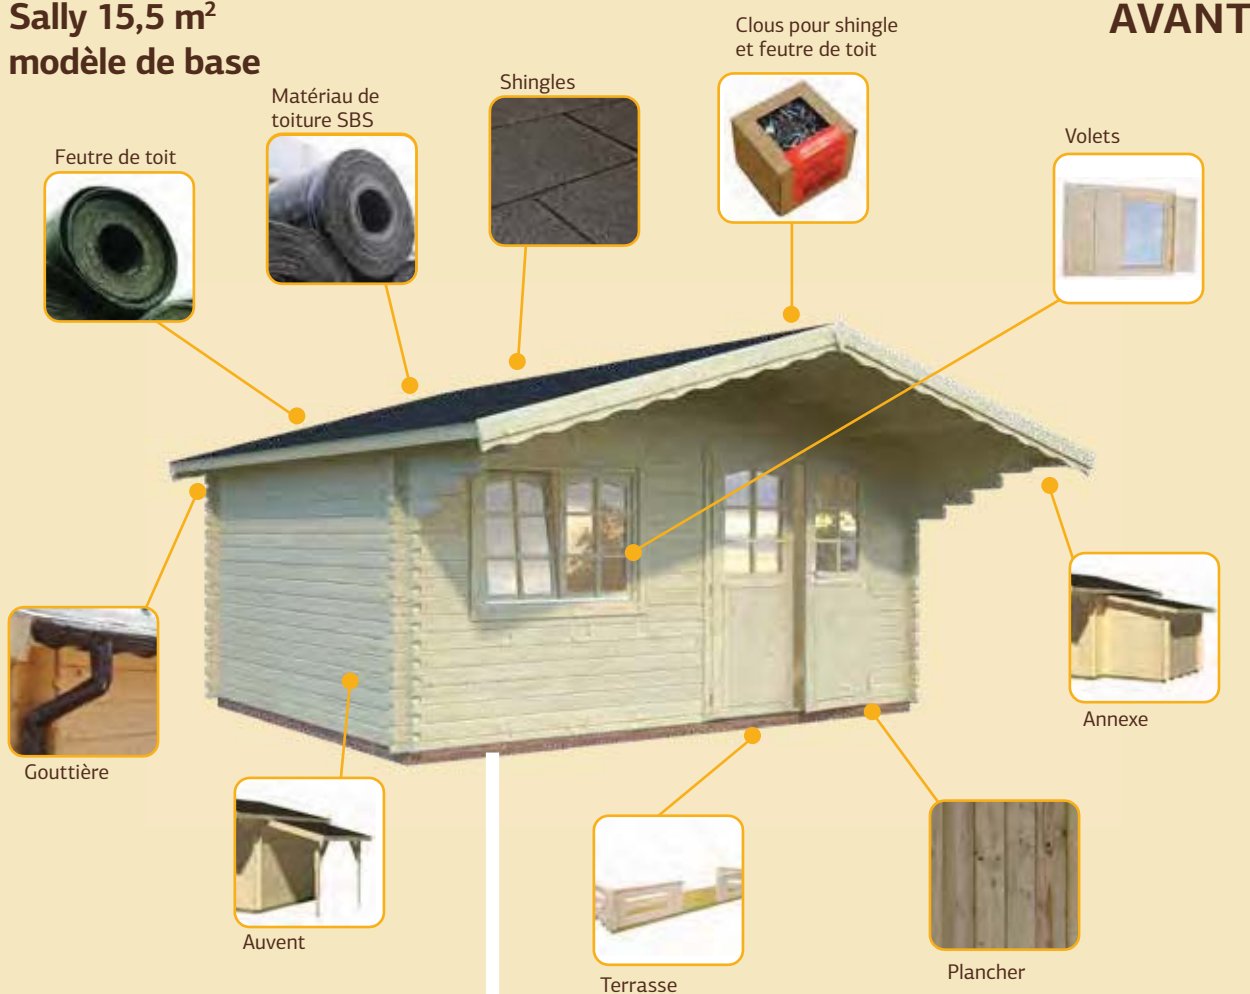 Sally 15,5 m²
modèle de base
AVANT
Clous pour shingle
et feutre de toit
Shingles
Matériau de
toiture SBS
Volets
Feutre de toit
Annexe
Gouttière
Auvent
Plancher
Terrasse